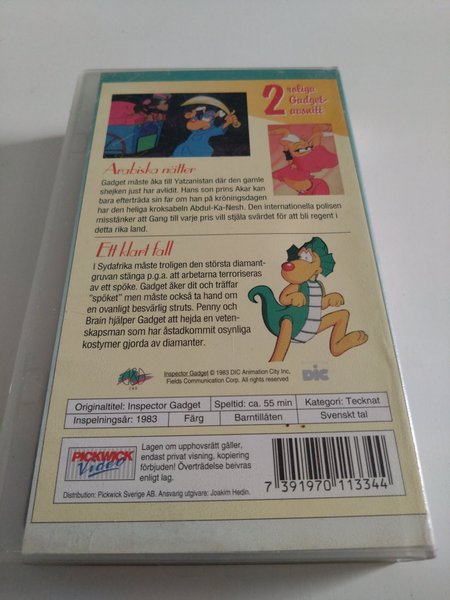 2 roliga
Gadget-
avsnitt
Arabiska nätter
Gadget måste åka till Yatzanistan där den gamle
shejken just har avlidit. Hans son prins Akar kan
bara efterträda sin far om han på kröningsdagen
har den heliga kroksabeln Abdul-Ka-Nesh. Den internationella polisen
misstänker att Gang till varje pris vill stjäla svärdet för att bli regent i
detta rika land.
Ett klart fall
I Sydafrika måste troligen den största diamant-
gruvan stänga p.g.a. att arbetarna terroriseras
av ett spöke. Gadget åker dit och träffar
"spöket" men måste också ta hand om
en ovanligt besvärlig struts. Penny och
Brain hjälper Gadget att hejda en veten-
skapsman som har åstadkommit osynliga
kostymer gjorda av diamanter.
Inspector Gadget © 1983 DIC Animation City Inc,
Fields Communication Corp. All rights reserved
DIC
Originaltitel: Inspector Gadget Speltid: ca. 55 min Kategori: Tecknat
Inspelningsår: 1983 Färg Barntillåten Svenskt tal
PICKWICK
Video
Lagen om upphovsrätt gäller,
endast privat visning, kopiering
förbjuden! Överträdelse beivras
enligt lag.
7 391970 113344
Distribution: Pickwick Sverige AB. Ansvarig utgivare: Joakim Hedin.